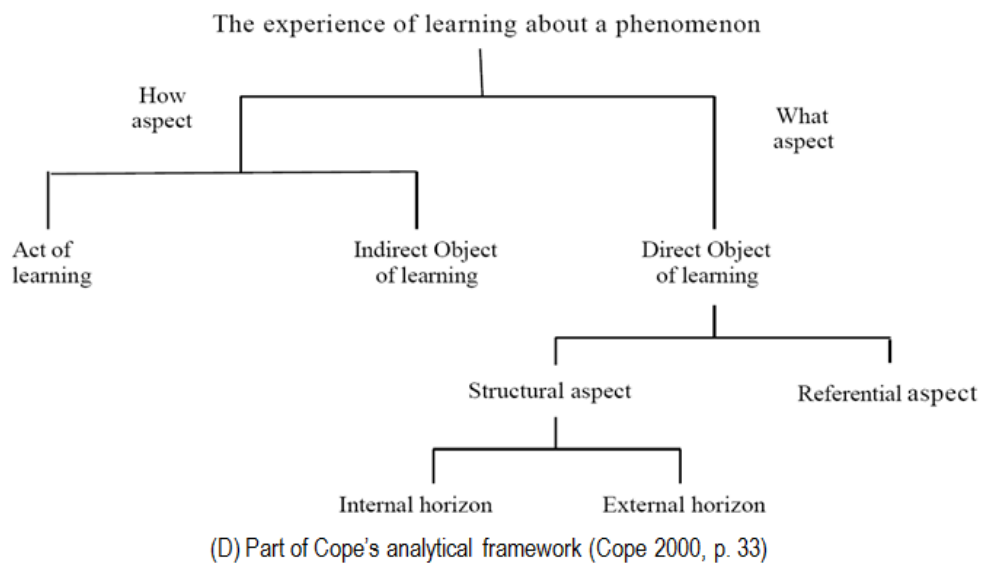 The experience of learning about a phenomenon
How
aspect
What
aspect
Act of
learning
Indirect Object
of learning
Direct Object
of learning
Structural aspect
Referential aspect
Internal horizon
External horizon
(D) Part of Cope's analytical framework (Cope 2000, p. 33)